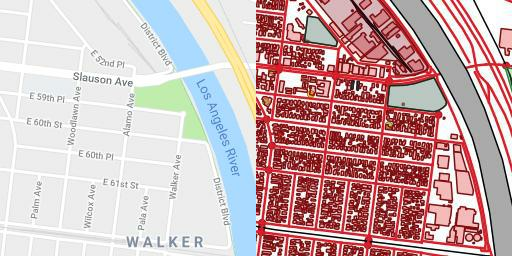 District Blvd
E 52nd Pl
Slauson Ave
E 59th Pl
Woodlawn Ave
Alamo Ave
Los Angeles River
E 60th St
E 60th Pl
Walker Ave
E 61st St
Palm Ave
Wilcox Ave
Pala Ave
District Blvd
WALKER